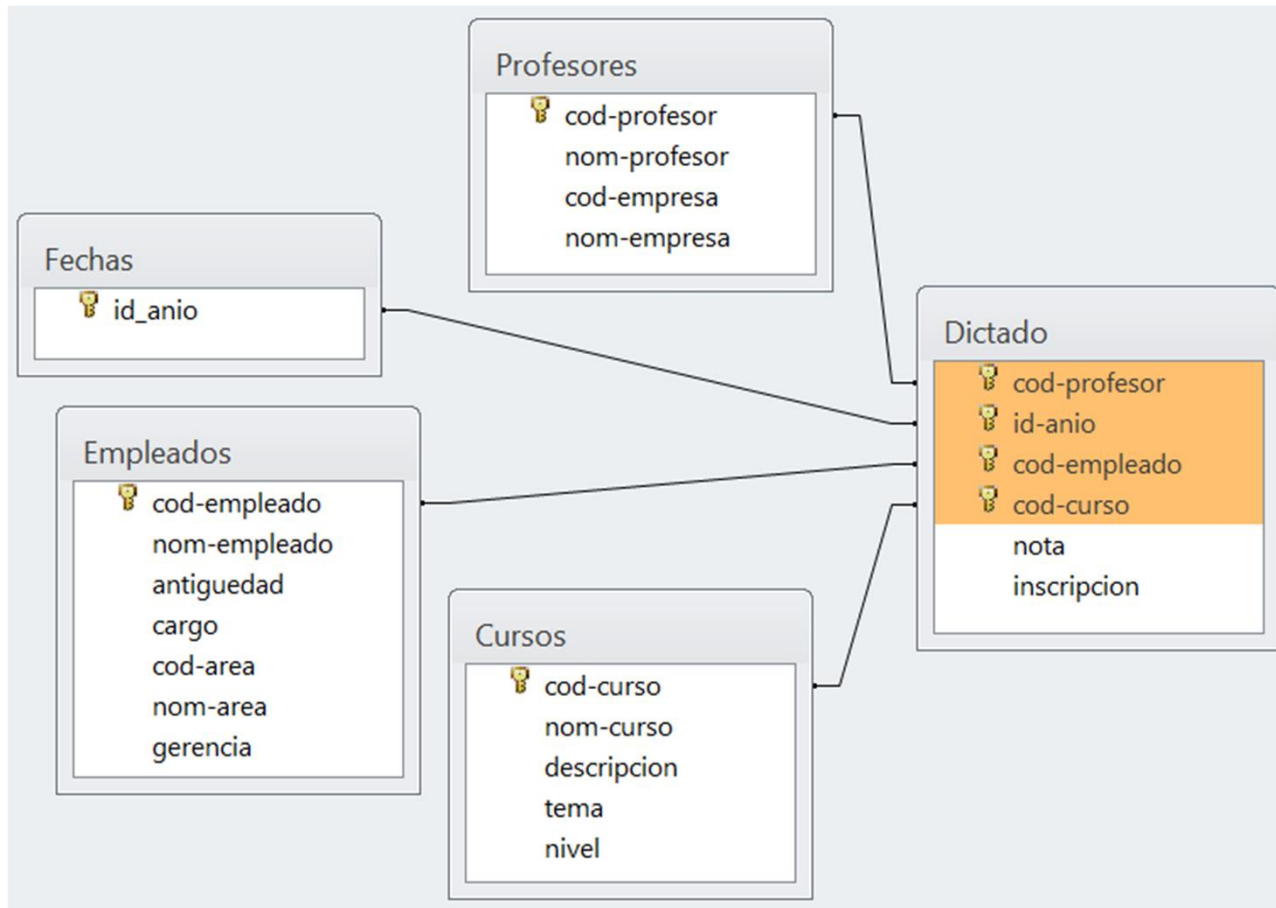 Profesores
cod-profesor
nom-profesor
cod-empresa
nom-empresa
Fechas
id_anio
Empleados
cod-empleado
nom-empleado
antiguedad
cargo
cod-area
nom-area
gerencia
Cursos
cod-curso
nom-curso
descripcion
tema
nivel
Dictado
cod-profesor
id-anio
cod-empleado
cod-curso
nota
inscripcion